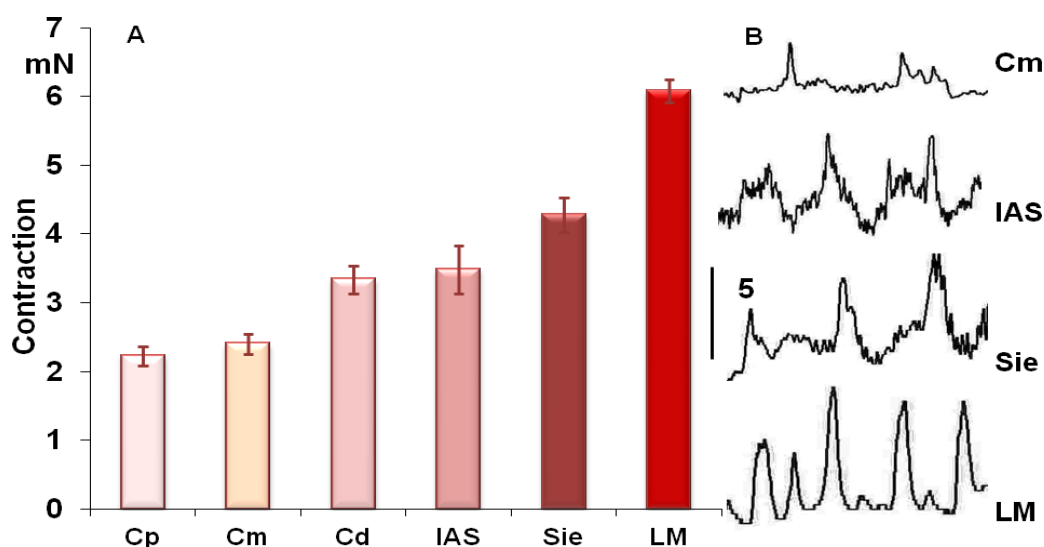 7
mN
6
5
4
3
2
1
0
Contraction
A
Cp Cm Cd IAS Sie LM
B
Cm
IAS
5
Sie
LM